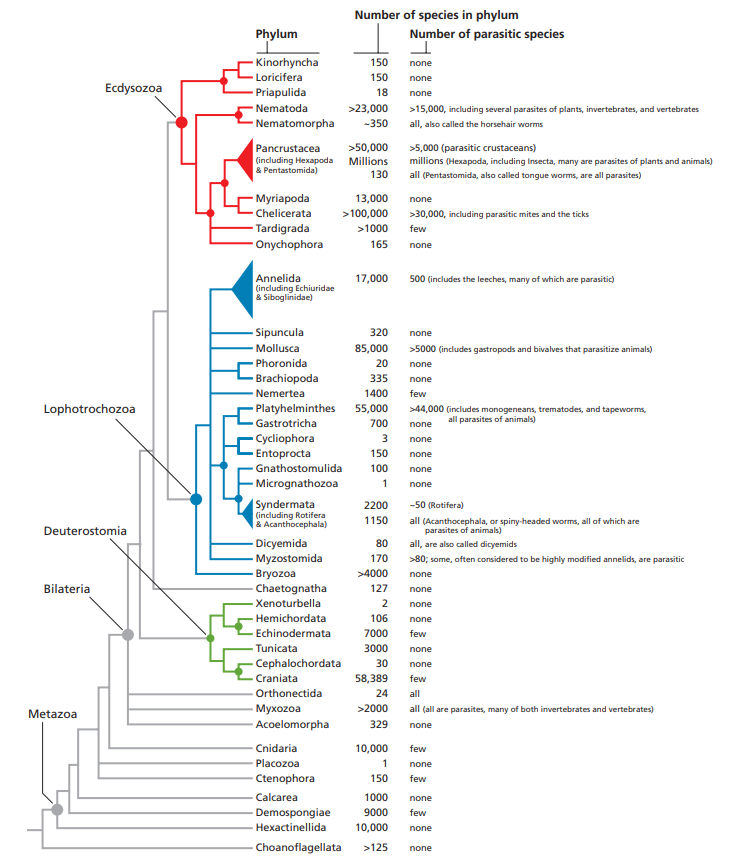 Number of species in phylum
Phylum Number of parasitic species
Kinorhyncha 150 none
Loricifera 150 none
Ecdysozoa
Priapulida 18 none
Nematoda >23,000 >15,000, including several parasites of plants, invertebrates, and vertebrates
Nematomorpha ~350 all, also called the horsehair worms
Pancrustacea >50,000 >5,000 (parasitic crustaceans)
(including Hexapoda Millions millions (Hexapoda, including Insecta, many are parasites of plants and animals)
& Pentastomida) 130 all (Pentastomida, also called tongue worms, are all parasites)
Myriapoda 13,000 none
Chelicerata >100,000 >30,000, including parasitic mites and the ticks
Tardigrada >1000 few
Onychophora 165 none
Annelida 17,000 500 (includes the leeches, many of which are parasitic)
(including Echiuridae
& Siboglinidae)
Sipuncula 320 none
Mollusca 85,000 >5000 (includes gastropods and bivalves that parasitize animals)
Phoronida 20 none
Brachiopoda 335 none
Nemertea 1400 few
Lophotrochozoa
Platyhelminthes 55,000 >44,000 (includes monogeneans, trematodes, and tapeworms,
all parasites of animals)
Gastrotricha 700 none
Cycliophora 3 none
Entoprocta 150 none
Gnathostomulida 100 none
Micrognathozoa 1 none
Syndermata 2200 ~50 (Rotifera)
(including Rotifera
& Acanthocephala) 1150 all (Acanthocephala, or spiny-headed worms, all of which are
parasites of animals)
Deuterostomia
Dicyemida 80 all, are also called dicyemids
Myzostomida 170 >80; some, often considered to be highly modified annelids, are parasitic
Bryozoa >4000 none
Bilateria
Chaetognatha 127 none
Xenoturbella 2 none
Hemichordata 106 none
Echinodermata 7000 few
Tunicata 3000 none
Cephalochordata 30 none
Craniata 58,389 few
Orthonectida 24 all
Myxozoa >2000 all (all are parasites, many of both invertebrates and vertebrates)
Metazoa
Acoelomorpha 329 none
Cnidaria 10,000 few
Placozoa 1 none
Ctenophora 150 few
Calcarea 1000 none
Demospongiae 9000 few
Hexactinellida 10,000 none
Choanoflagellata >125 none